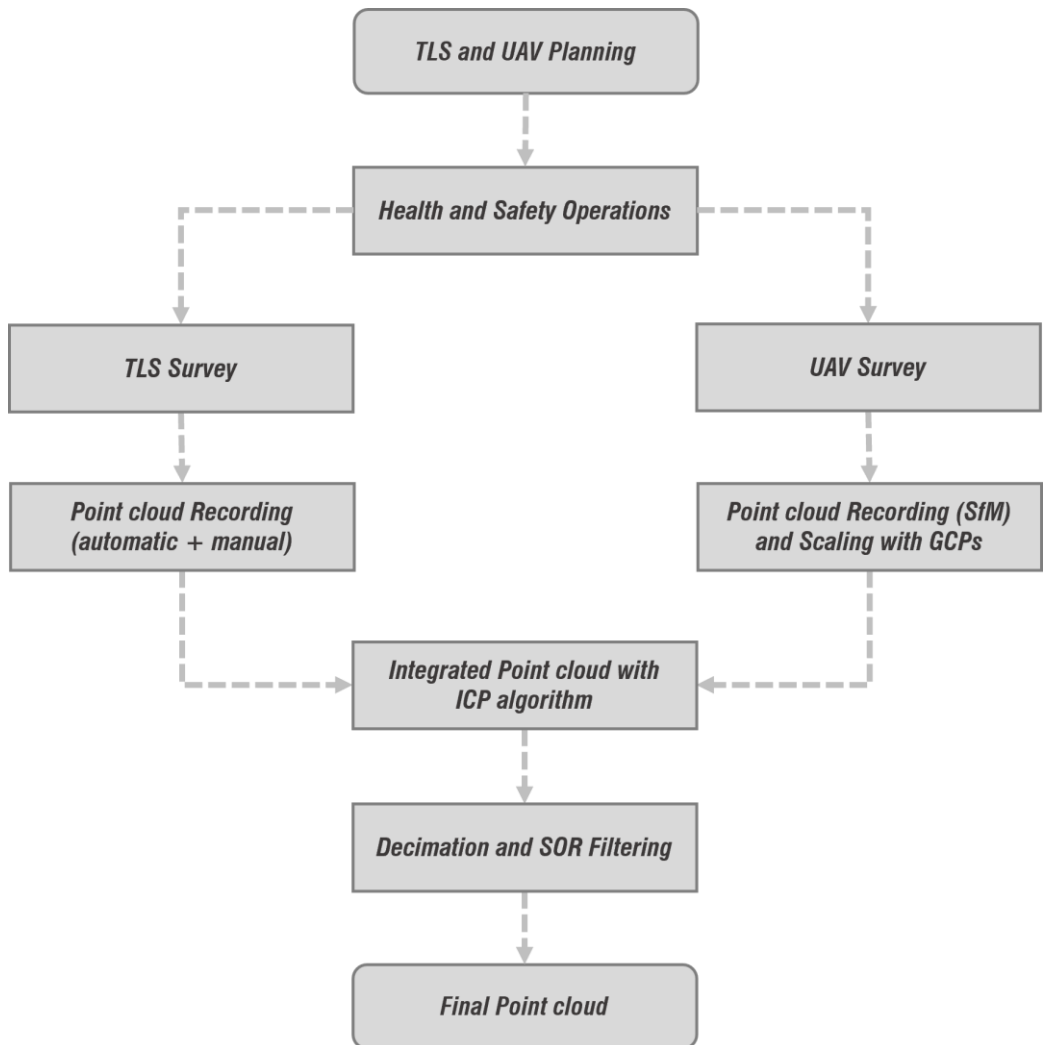 TLS and UAV Planning
Health and Safety Operations
TLS Survey
UAV Survey
Point cloud Recording
(automatic + manual)
Point cloud Recording (SfM)
and Scaling with GCPs
Integrated Point cloud with
ICP algorithm
Decimation and SOR Filtering
Final Point cloud